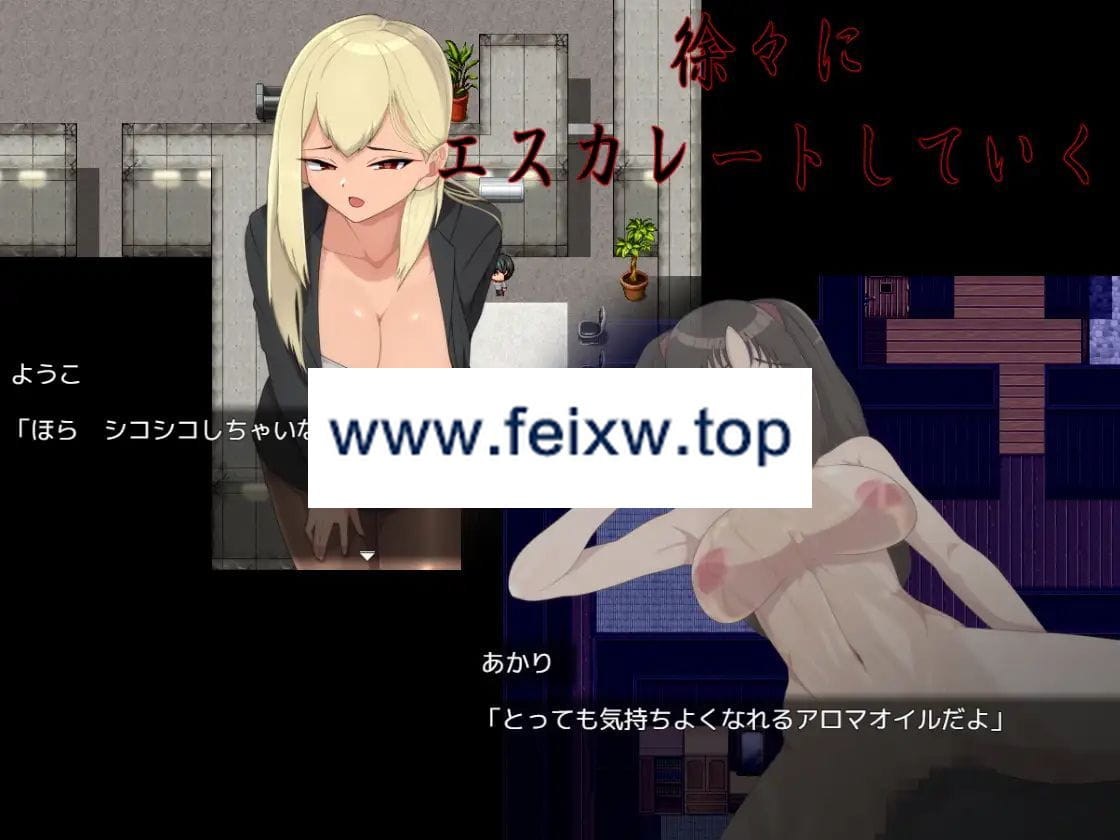 徐々に
エスカレートしていく
ようこ
「ほら　シコシコしちゃいな
www.feixw.top
あかり
「とっても気持ちよくなれるアロマオイルだよ」